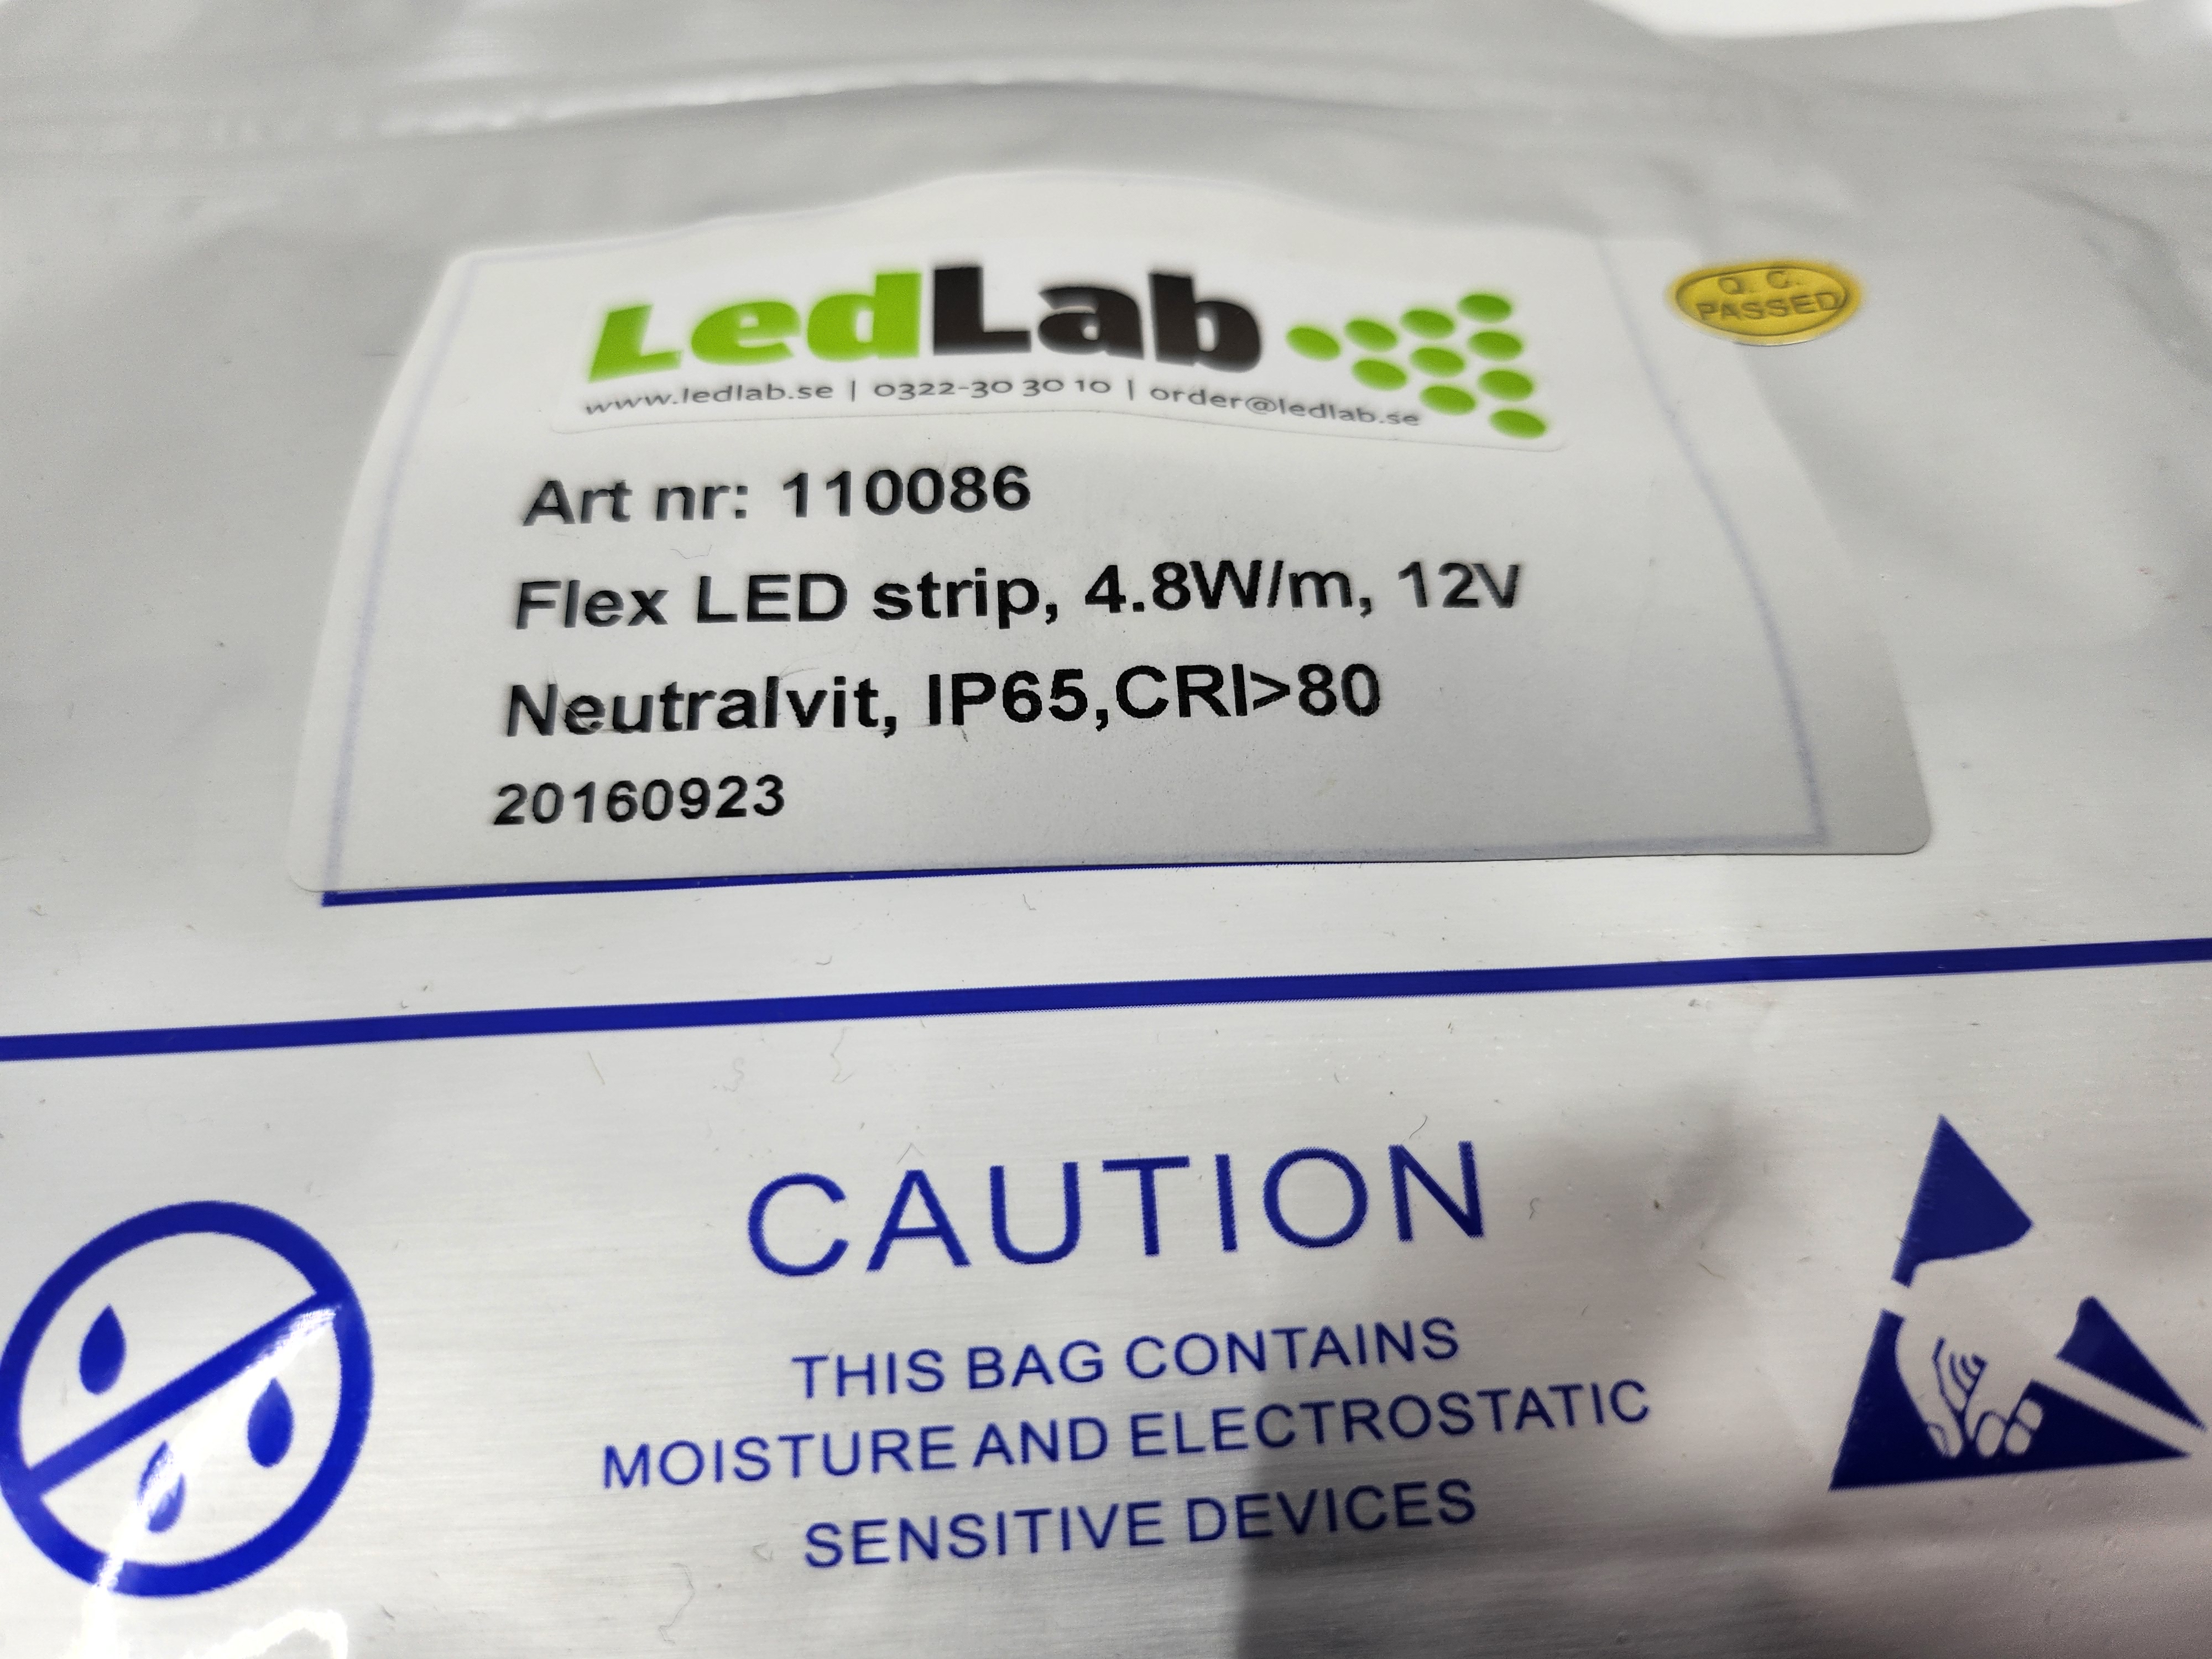 LedLab
www.ledlab.se | 0322-30 30 10 | order@ledlab.se
Q. C.
PASSED
Art nr: 110086
Flex LED strip, 4.8W/m, 12V
Neutralvit, IP65,CRI>80
20160923
CAUTION
THIS BAG CONTAINS
MOISTURE AND ELECTROSTATIC
SENSITIVE DEVICES